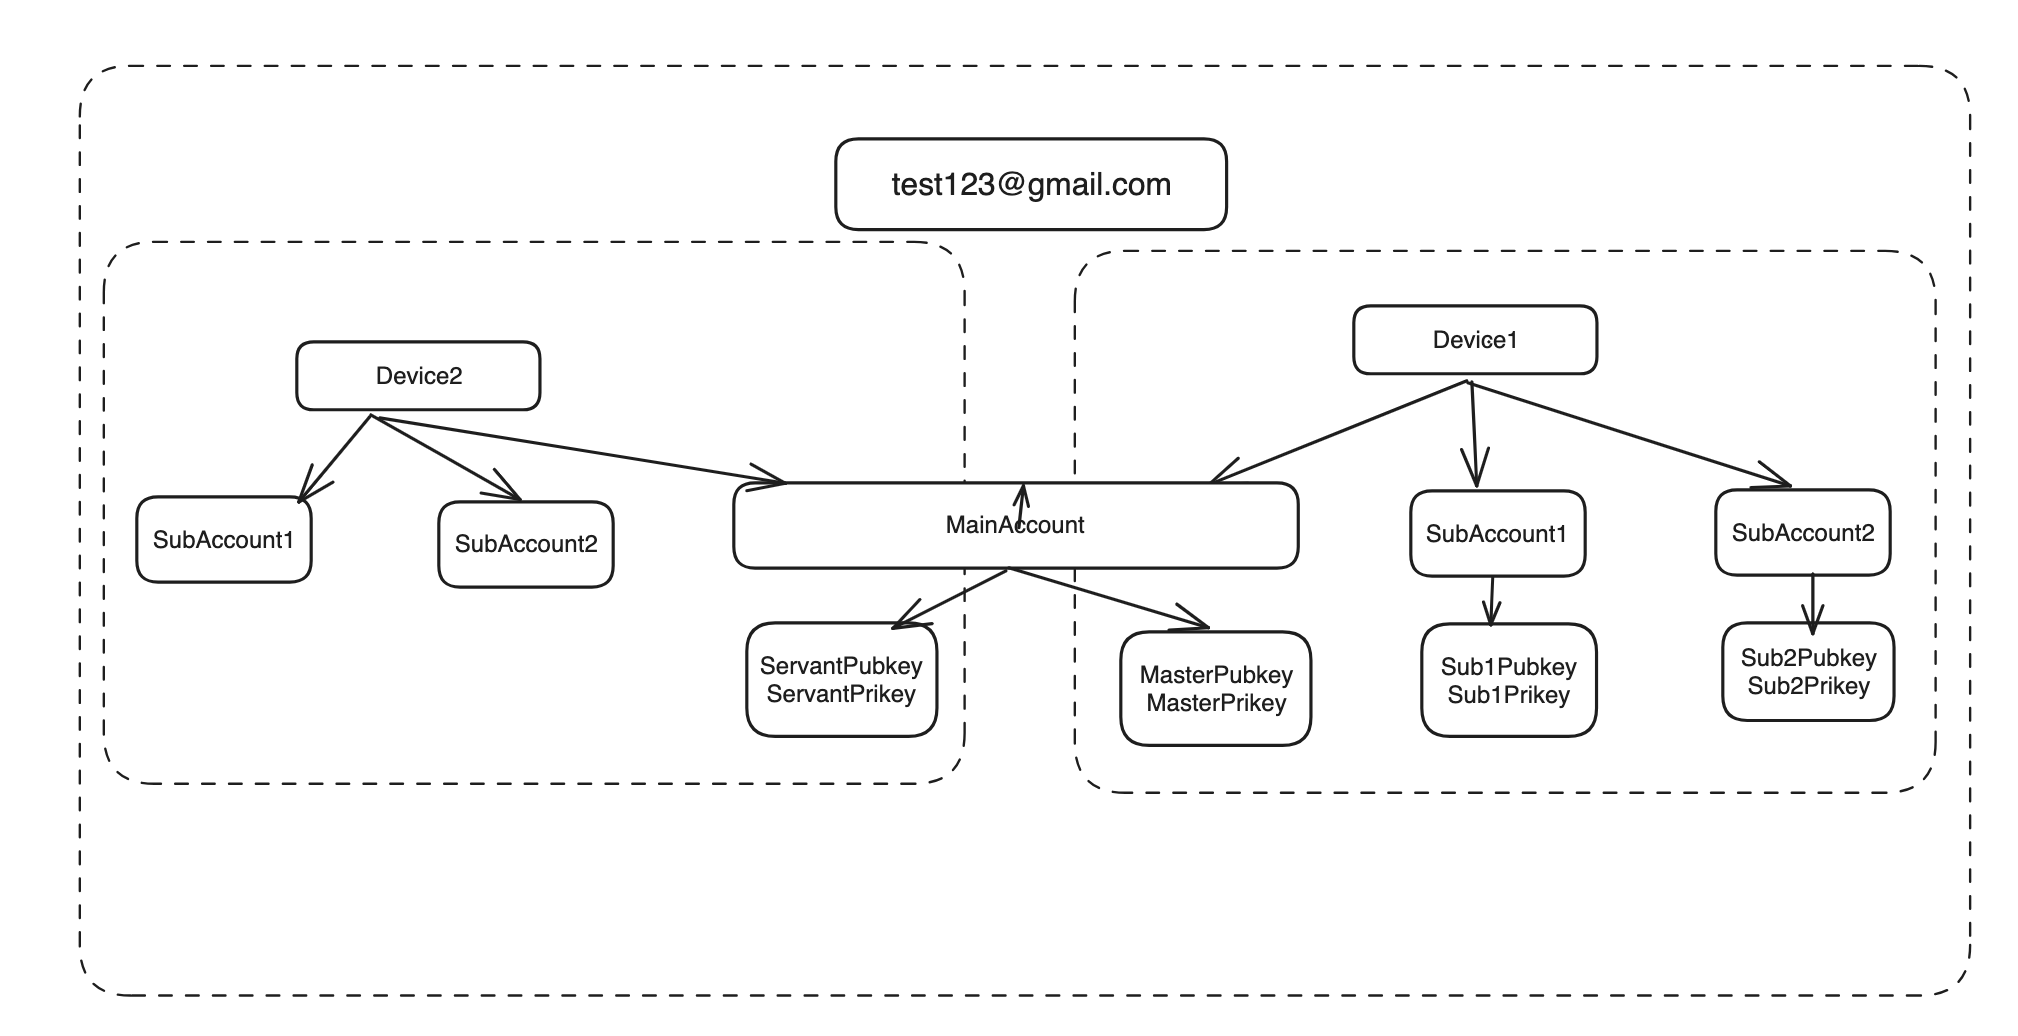 test123@gmail.com
Device2
Device1
SubAccount1
SubAccount2
MainAccount
SubAccount1
SubAccount2
ServantPubkey
ServantPrikey
MasterPubkey
MasterPrikey
Sub1Pubkey
Sub1Prikey
Sub2Pubkey
Sub2Prikey